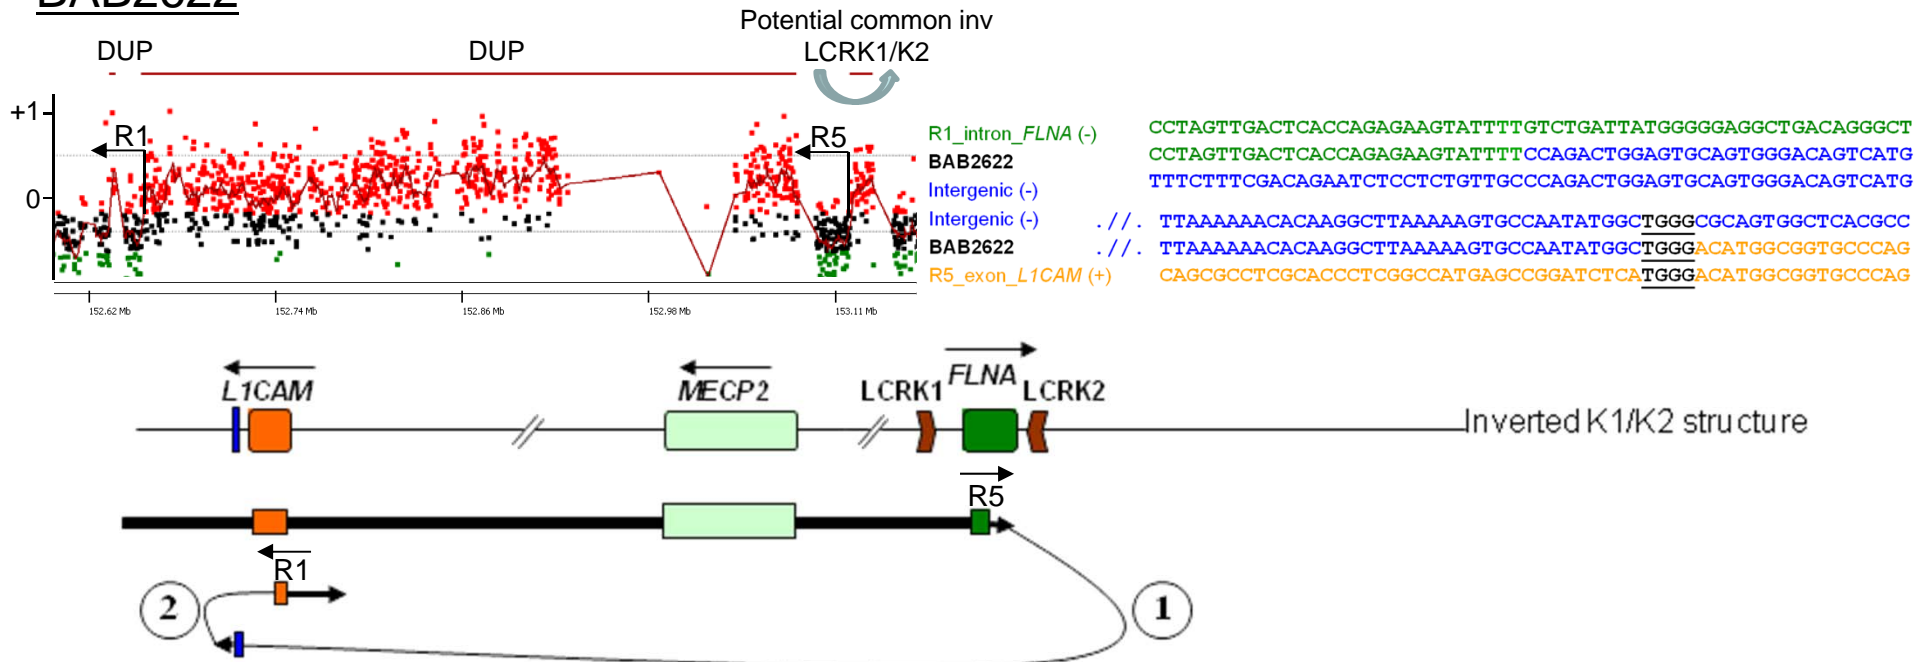 BAB2622
Potential common inv
DUP DUP LCRK1/K2
+1
R1 R5
0
152.62 Mb 152.74 Mb 152.86 Mb 152.98 Mb 153.11 Mb
R1_intron_FLNA (-) CCTAGTTGACTCACCAGAGAAGTATTTTGTCTGATTATGGGGGAGGCTGACAGGGCT
BAB2622 CCTAGTTGACTCACCAGAGAAGTATTTTCCAGACTGGAGTGCAGTGGGACAGTCATG
Intergenic (-) TTTCTTTCGACAGAATCTCCTCTGTTGCCCAGACTGGAGTGCAGTGGGACAGTCATG
Intergenic (-) .//. TTAAAAAACACAAGGCTTAAAAAGTGCCAATATGGCTGGGCGCAGTGGCTCACGCC
BAB2622 .//. TTAAAAAACACAAGGCTTAAAAAGTGCCAATATGGCTGGGACATGGCGGTGCCCAG
R5_exon_L1CAM (+) CAGCGCCTCGCACCCTCGGCCATGAGCCGGATCTCATGGGACATGGCGGTGCCCAG
L1CAM MECP2 LCRK1 FLNA LCRK2
Inverted K1/K2 structure
R5
R1
2 1